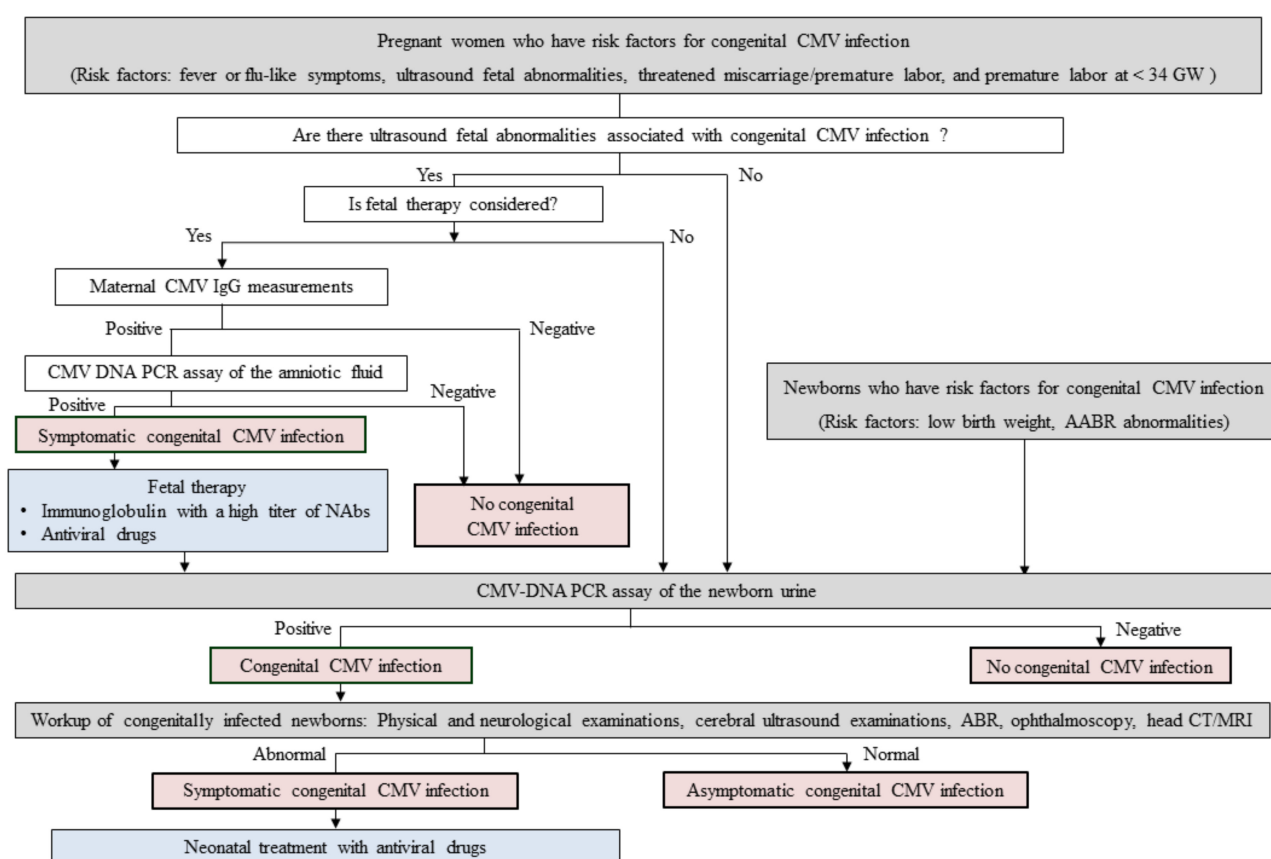 Pregnant women who have risk factors for congenital CMV infection
(Risk factors: fever or flu-like symptoms, ultrasound fetal abnormalities, threatened miscarriage/premature labor, and premature labor at < 34 GW )
Are there ultrasound fetal abnormalities associated with congenital CMV infection ?
Yes
No
Is fetal therapy considered?
Yes
No
Maternal CMV IgG measurements
Positive
Negative
CMV DNA PCR assay of the amniotic fluid
Positive
Negative
Symptomatic congenital CMV infection
Fetal therapy
• Immunoglobulin with a high titer of NAbs
• Antiviral drugs
No congenital
CMV infection
Newborns who have risk factors for congenital CMV infection
(Risk factors: low birth weight, AABR abnormalities)
CMV-DNA PCR assay of the newborn urine
Positive
Negative
Congenital CMV infection
No congenital CMV infection
Workup of congenitally infected newborns: Physical and neurological examinations, cerebral ultrasound examinations, ABR, ophthalmoscopy, head CT/MRI
Abnormal
Normal
Symptomatic congenital CMV infection
Asymptomatic congenital CMV infection
Neonatal treatment with antiviral drugs